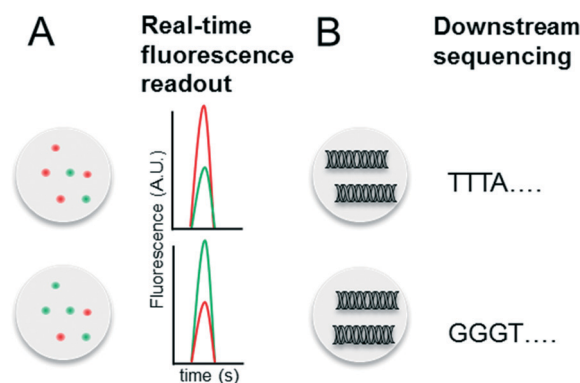 A
Real-time
fluorescence
readout
B
Downstream
sequencing
Fluorescence (A.U.)
time (s)
TTTA....
GGGT....